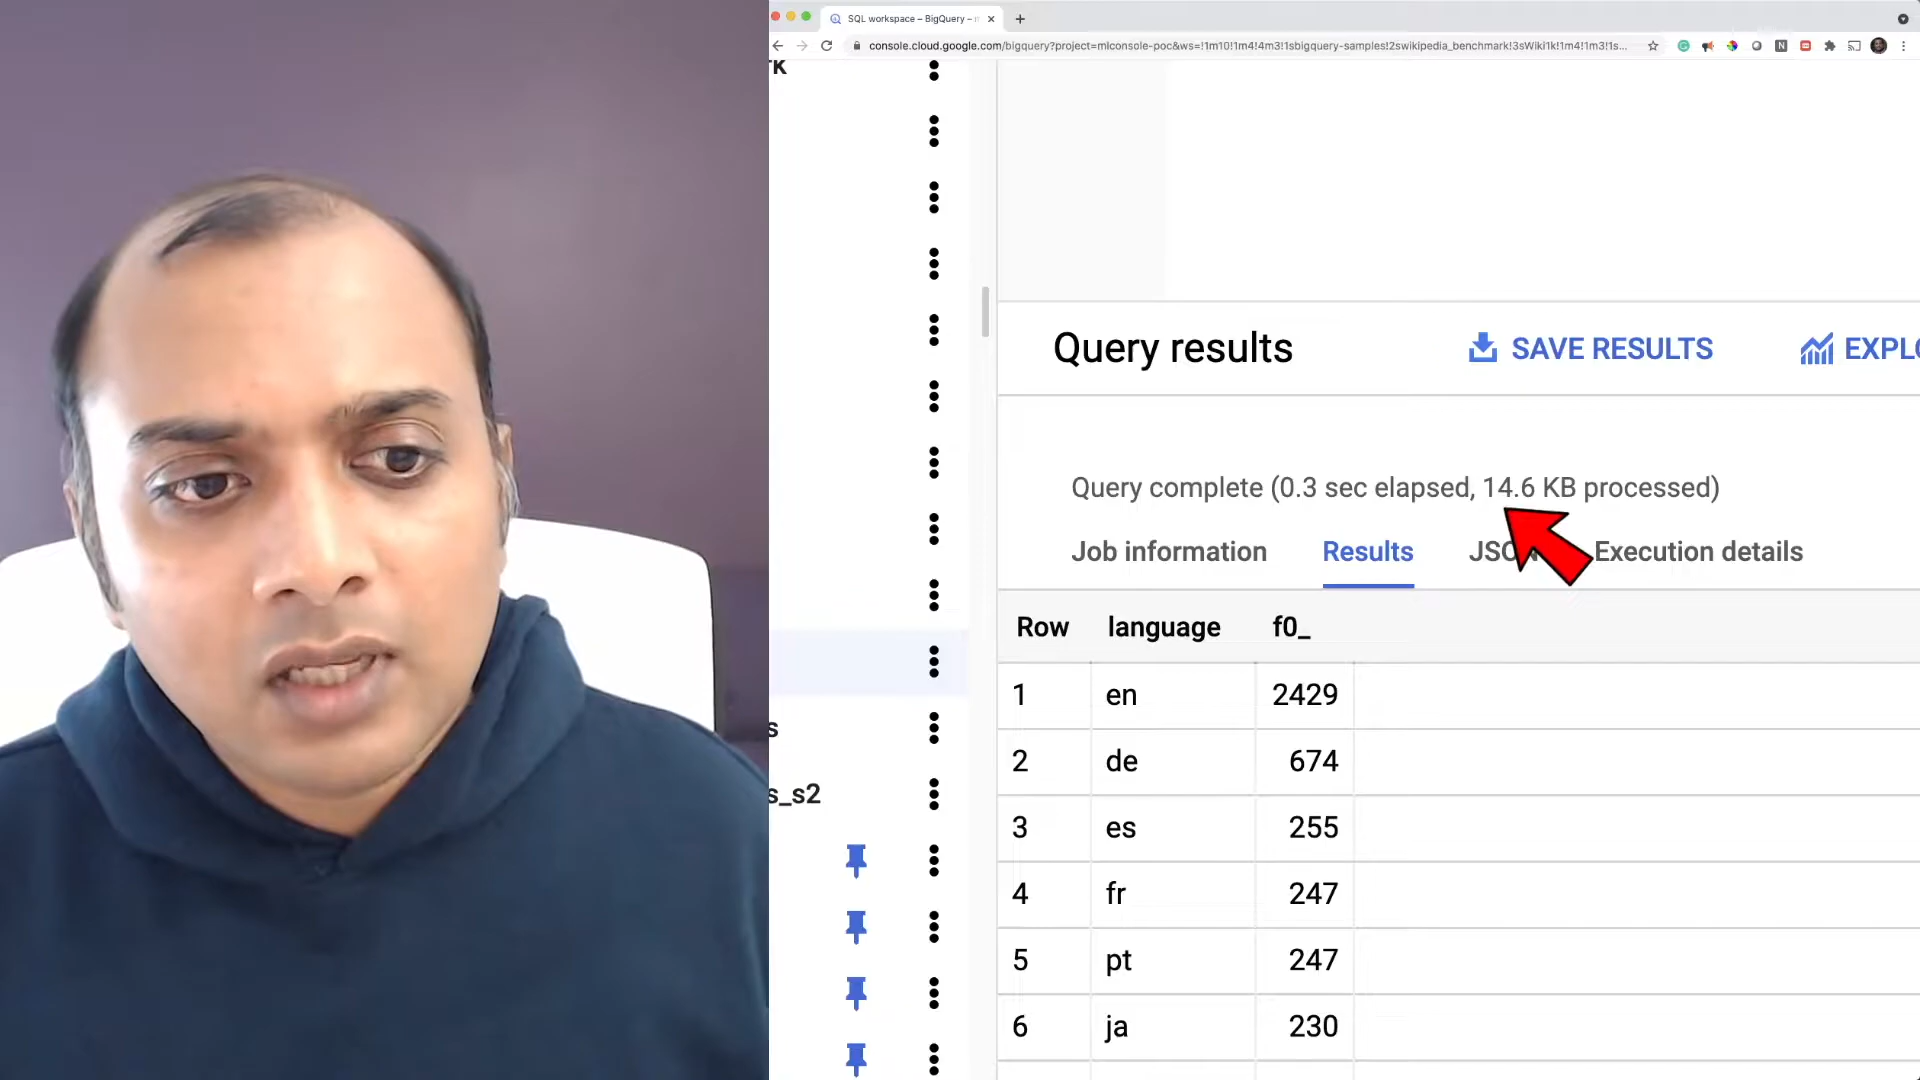 SQL workspace – BigQuery –
console.cloud.google.com/bigquery?project=mlconsole-poc&ws=!1m10!1m4!4m3!1sbigquery-samples!2swikipedia_benchmark!3sWiki1k!1m4!1m3!1s...
rk
Query results
SAVE RESULTS
EXPLO
Query complete (0.3 sec elapsed, 14.6 KB processed)
Job information Results JSON Execution details
Row language f0_
1 en 2429
2 de 674
s
3 es 255
s_s2
4 fr 247
5 pt 247
6 ja 230